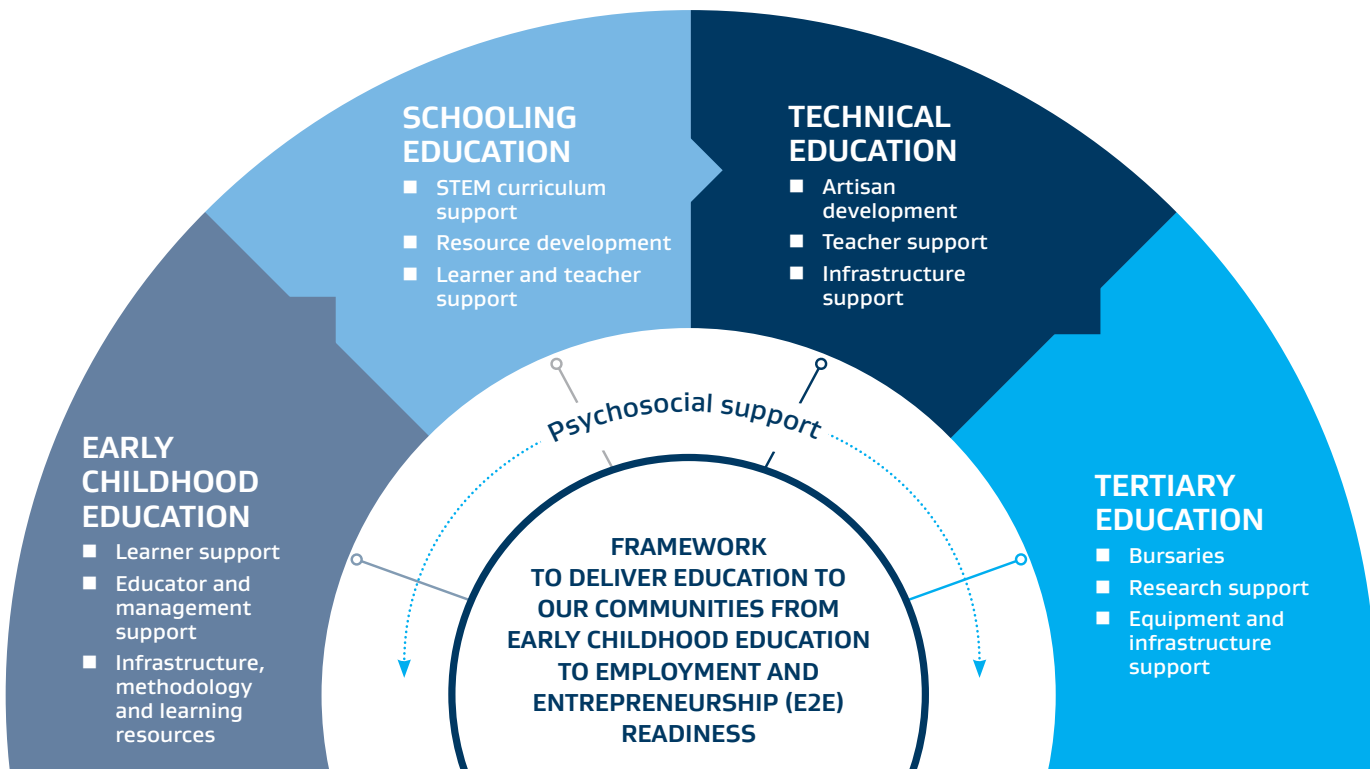 SCHOOLING
EDUCATION
STEM curriculum
support
Resource development
Learner and teacher
support
TECHNICAL
EDUCATION
Artisan
development
Teacher support
Infrastructure
support
EARLY
CHILDHOOD
EDUCATION
Learner support
Educator and
management
support
Infrastructure,
methodology
and learning
resources
Psychosocial support
FRAMEWORK
TO DELIVER EDUCATION TO
OUR COMMUNITIES FROM
EARLY CHILDHOOD EDUCATION
TO EMPLOYMENT AND
ENTREPRENEURSHIP (E2E)
READINESS
TERTIARY
EDUCATION
Bursaries
Research support
Equipment and
infrastructure
support